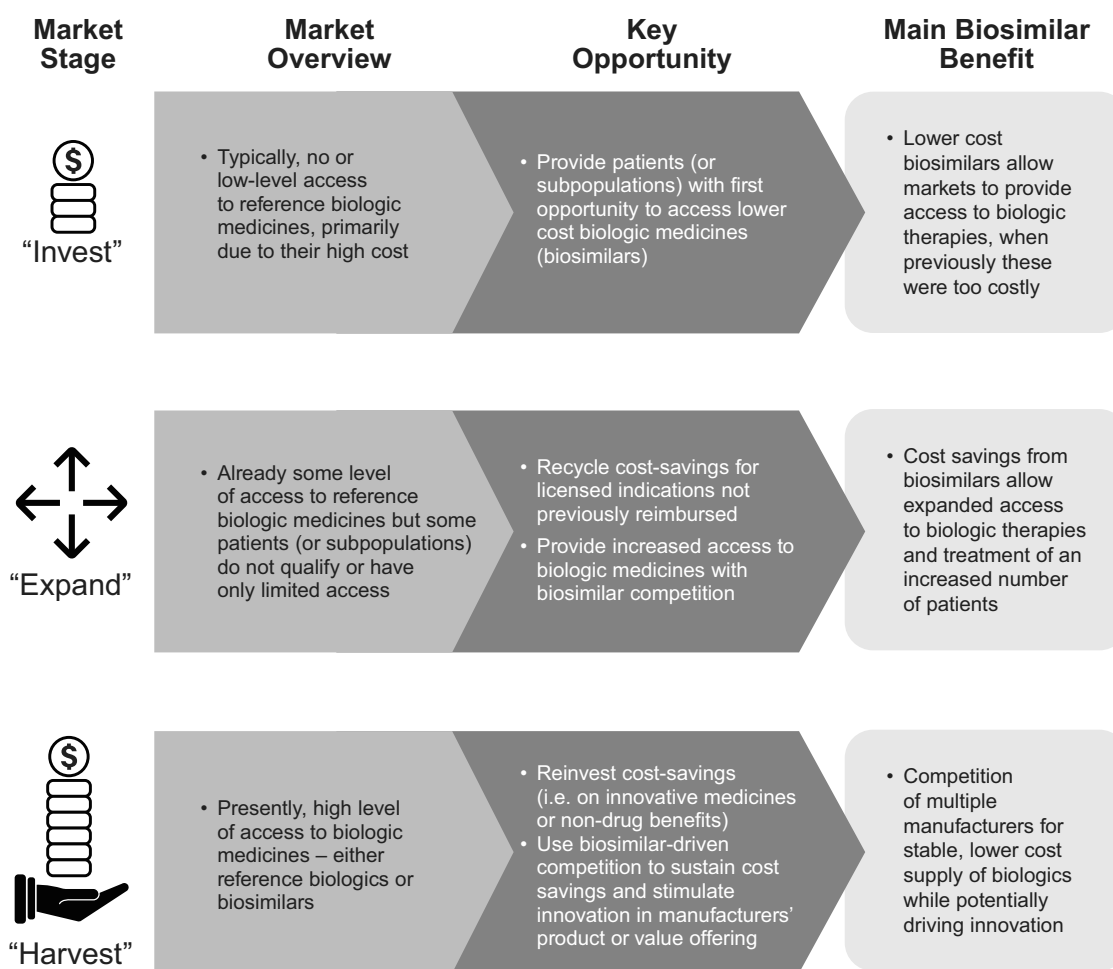 Market
Stage
Market
Overview
Key
Opportunity
Main Biosimilar
Benefit
$
“Invest”
• Typically, no or
low-level access
to reference biologic
medicines, primarily
due to their high cost
• Provide patients (or
subpopulations) with first
opportunity to access lower
cost biologic medicines
(biosimilars)
• Lower cost
biosimilars allow
markets to provide
access to biologic
therapies, when
previously these
were too costly
“Expand”
• Already some level
of access to reference
biologic medicines but some
patients (or subpopulations)
do not qualify or have
only limited access
• Recycle cost-savings for
licensed indications not
previously reimbursed
• Provide increased access to
biologic medicines with
biosimilar competition
• Cost savings from
biosimilars allow
expanded access
to biologic therapies
and treatment of an
increased number
of patients
$
“Harvest”
• Presently, high level
of access to biologic
medicines – either
reference biologics or
biosimilars
• Reinvest cost-savings
(i.e. on innovative medicines
or non-drug benefits)
• Use biosimilar-driven
competition to sustain cost
savings and stimulate
innovation in manufacturers’
product or value offering
• Competition
of multiple
manufacturers for
stable, lower cost
supply of biologics
while potentially
driving innovation